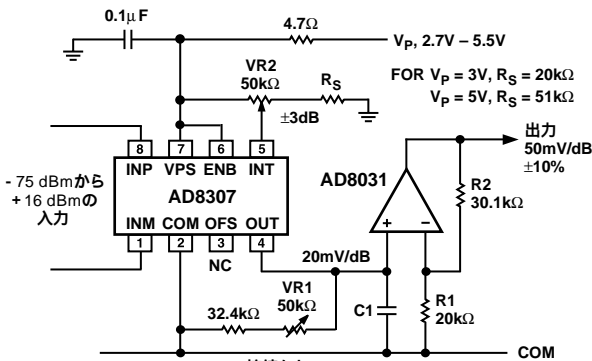 0.1μF
4.7Ω
VP, 2.7V – 5.5V
VR2
50kΩ
RS
FOR VP = 3V, RS = 20kΩ
VP = 5V, RS = 51kΩ
±3dB
出力
50mV/dB
±10%
8 7 6 5
INP VPS ENB INT
AD8031
R2
30.1kΩ
- 75 dBmから
+ 16 dBmの
入力
AD8307
INM COM OFS OUT
1 2 3 4
+ –
NC
20mV/dB
VR1
50kΩ
32.4kΩ
C1
R1
20kΩ
COM